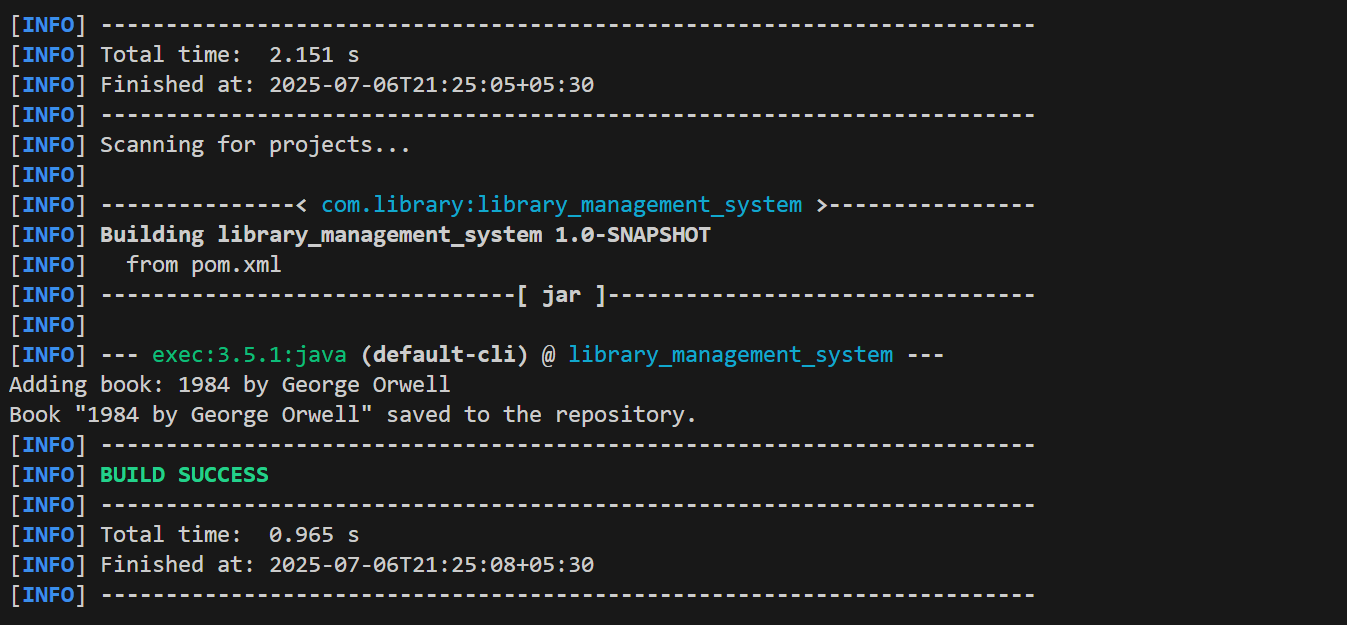 [INFO] ------------------------------------------------------------------------
[INFO] Total time:  2.151 s
[INFO] Finished at: 2025-07-06T21:25:05+05:30
[INFO] ------------------------------------------------------------------------
[INFO] Scanning for projects...
[INFO]
[INFO] ---------------< com.library:library_management_system >----------------
[INFO] Building library_management_system 1.0-SNAPSHOT
[INFO]   from pom.xml
[INFO] --------------------------------[ jar ]---------------------------------
[INFO]
[INFO] --- exec:3.5.1:java (default-cli) @ library_management_system ---
Adding book: 1984 by George Orwell
Book "1984 by George Orwell" saved to the repository.
[INFO] ------------------------------------------------------------------------
[INFO] BUILD SUCCESS
[INFO] ------------------------------------------------------------------------
[INFO] Total time:  0.965 s
[INFO] Finished at: 2025-07-06T21:25:08+05:30
[INFO] ------------------------------------------------------------------------